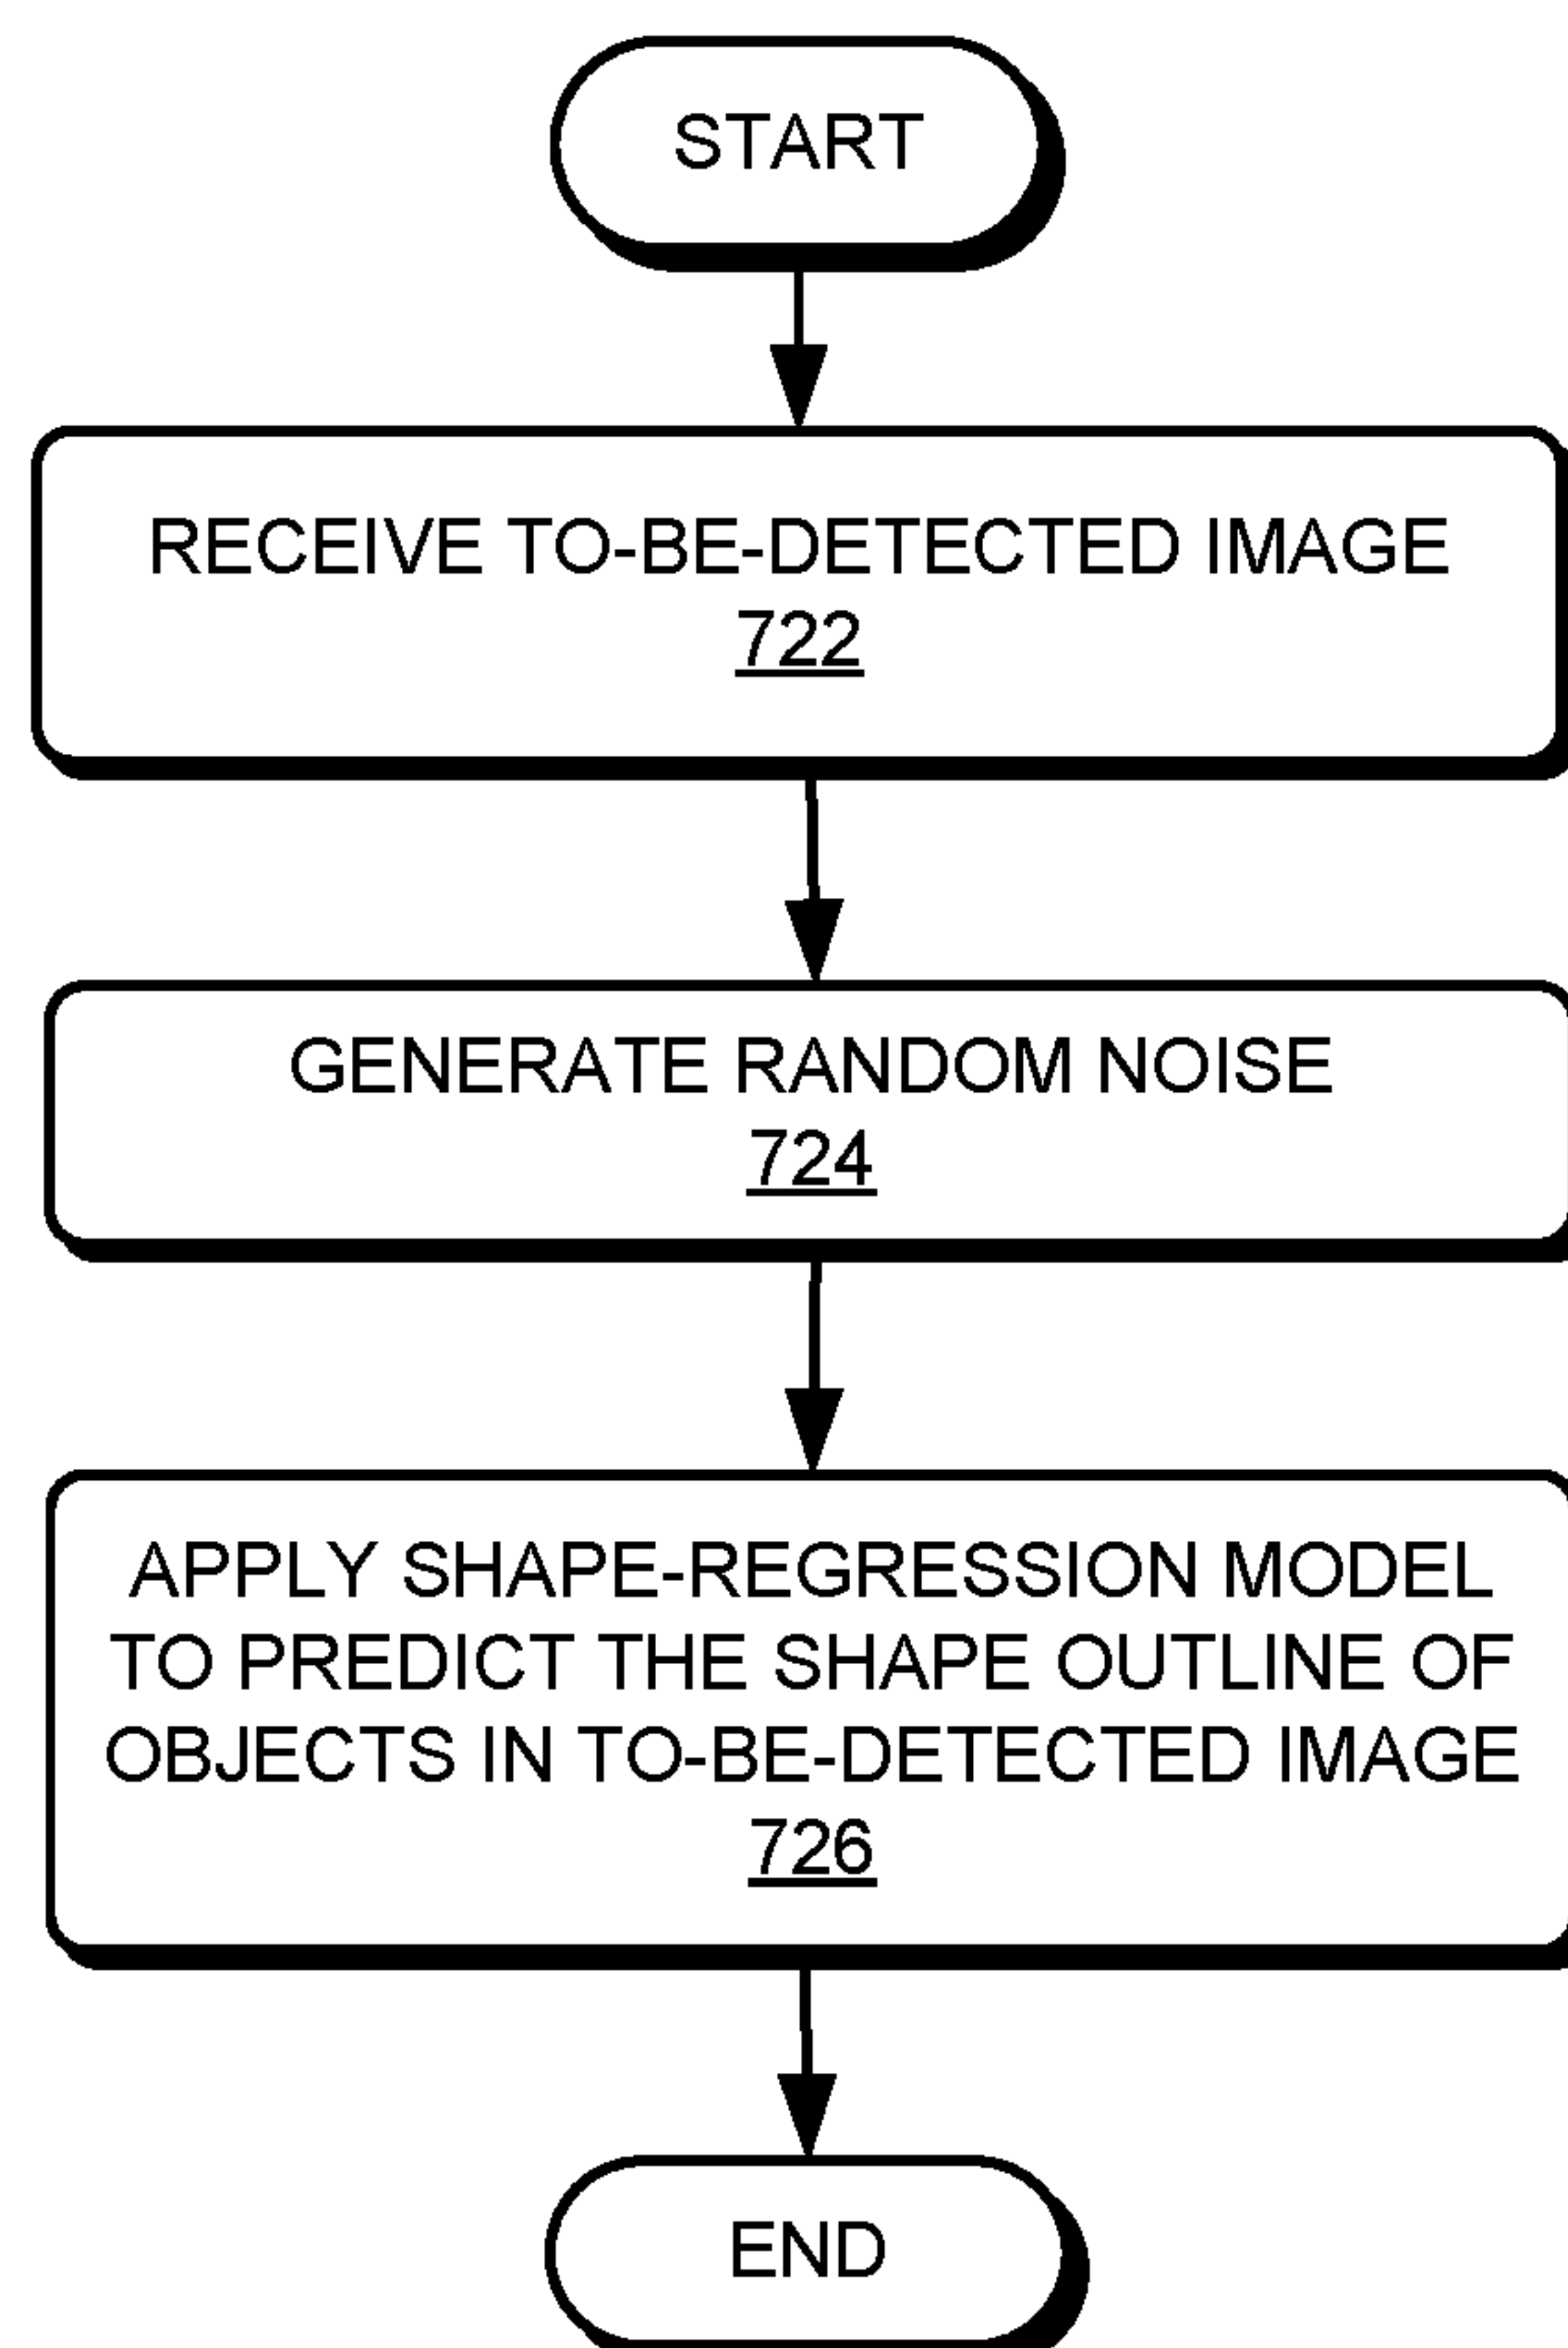 START
RECEIVE TO-BE-DETECTED IMAGE
722
GENERATE RANDOM NOISE
724
APPLY SHAPE-REGRESSION MODEL
TO PREDICT THE SHAPE OUTLINE OF
OBJECTS IN TO-BE-DETECTED IMAGE
726
END